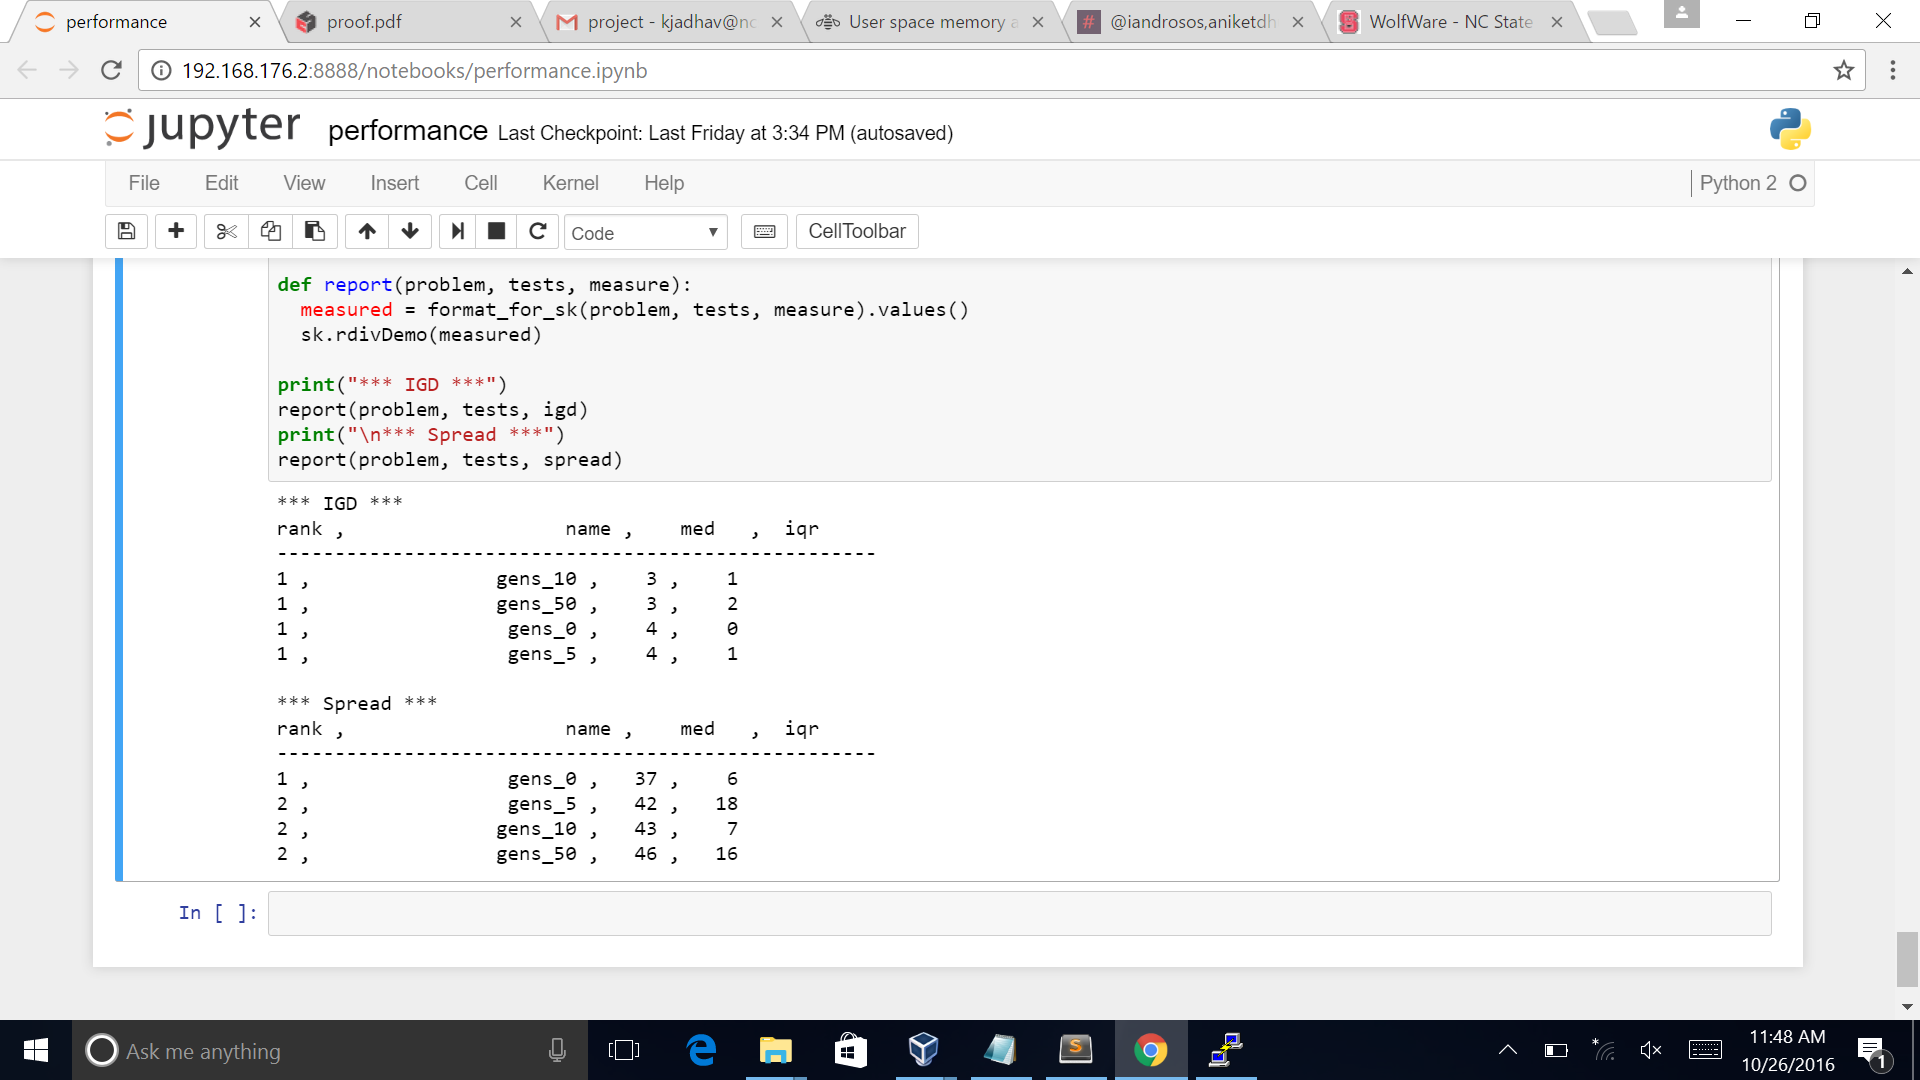 performance
proof.pdf
project - kjadhav@nc
User space memory a
@iandrosos,aniketdh
WolfWare - NC State
192.168.176.2:8888/notebooks/performance.ipynb
jupyter performance Last Checkpoint: Last Friday at 3:34 PM (autosaved)
File Edit View Insert Cell Kernel Help Python 2
Code CellToolbar
def report(problem, tests, measure):
  measured = format_for_sk(problem, tests, measure).values()
  sk.rdivDemo(measured)
print("*** IGD ***")
report(problem, tests, igd)
print("\n*** Spread ***")
report(problem, tests, spread)
*** IGD ***
rank ,                    name ,    med   ,  iqr
----------------------------------------------------
1 ,                 gens_10 ,    3 ,    1
1 ,                 gens_50 ,    3 ,    2
1 ,                  gens_0 ,    4 ,    0
1 ,                  gens_5 ,    4 ,    1
*** Spread ***
rank ,                    name ,    med   ,  iqr
----------------------------------------------------
1 ,                  gens_0 ,   37 ,    6
2 ,                  gens_5 ,   42 ,   18
2 ,                 gens_10 ,   43 ,    7
2 ,                 gens_50 ,   46 ,   16
In [ ]:
Ask me anything
S
11:48 AM
10/26/2016
1